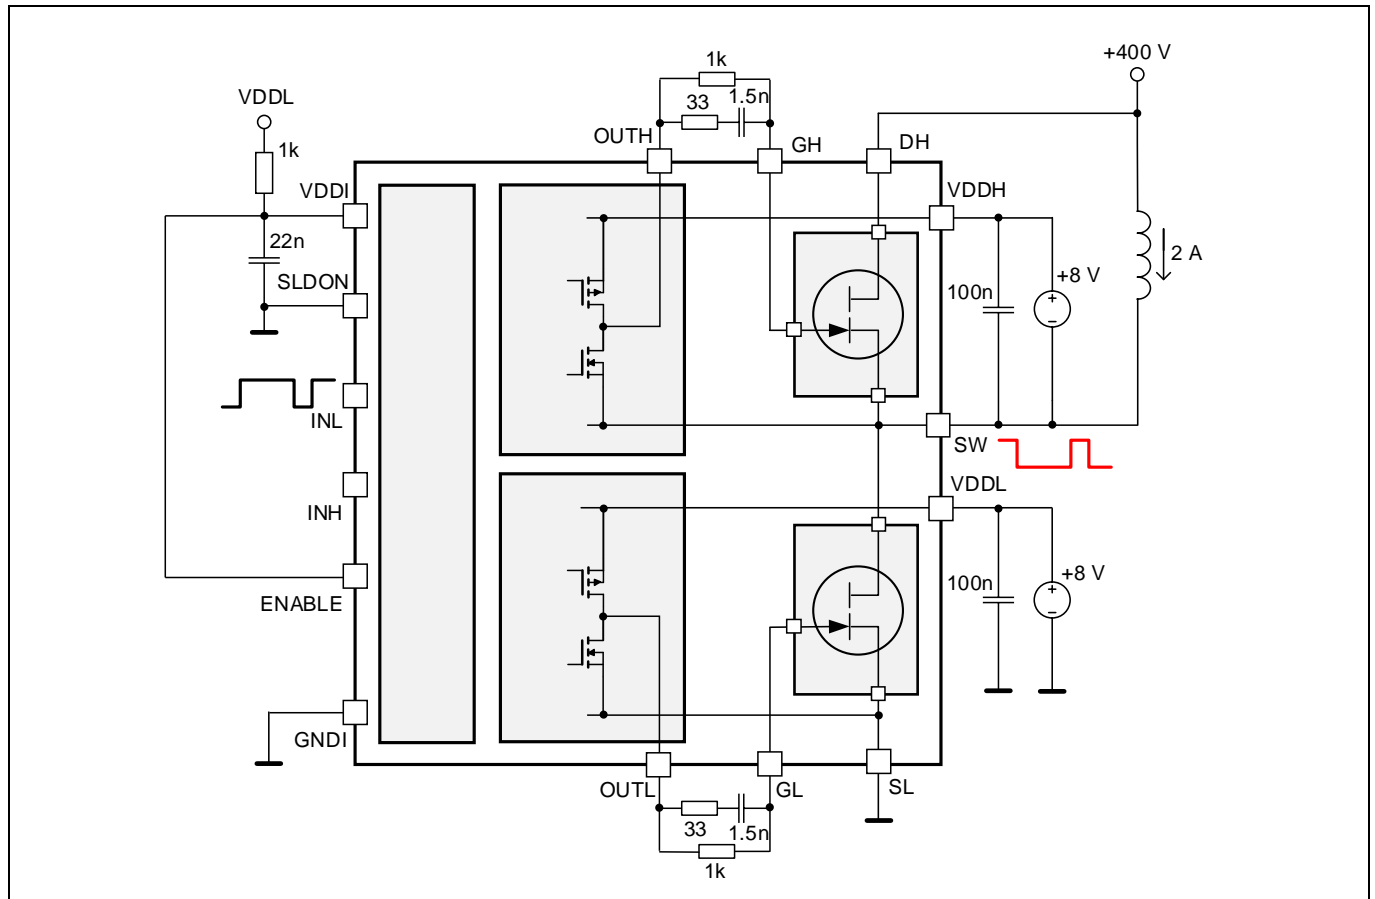 +400 V
1k
VDDL
33
1.5n
OUTH
GH
DH
1k
VDDI
VDDH
22n
SLDON
2 A
+8 V
100n
+
−
INL
SW
VDDL
INH
+8 V
100n
+
−
ENABLE
GNDI
OUTL
GL
SL
33
1.5n
1k